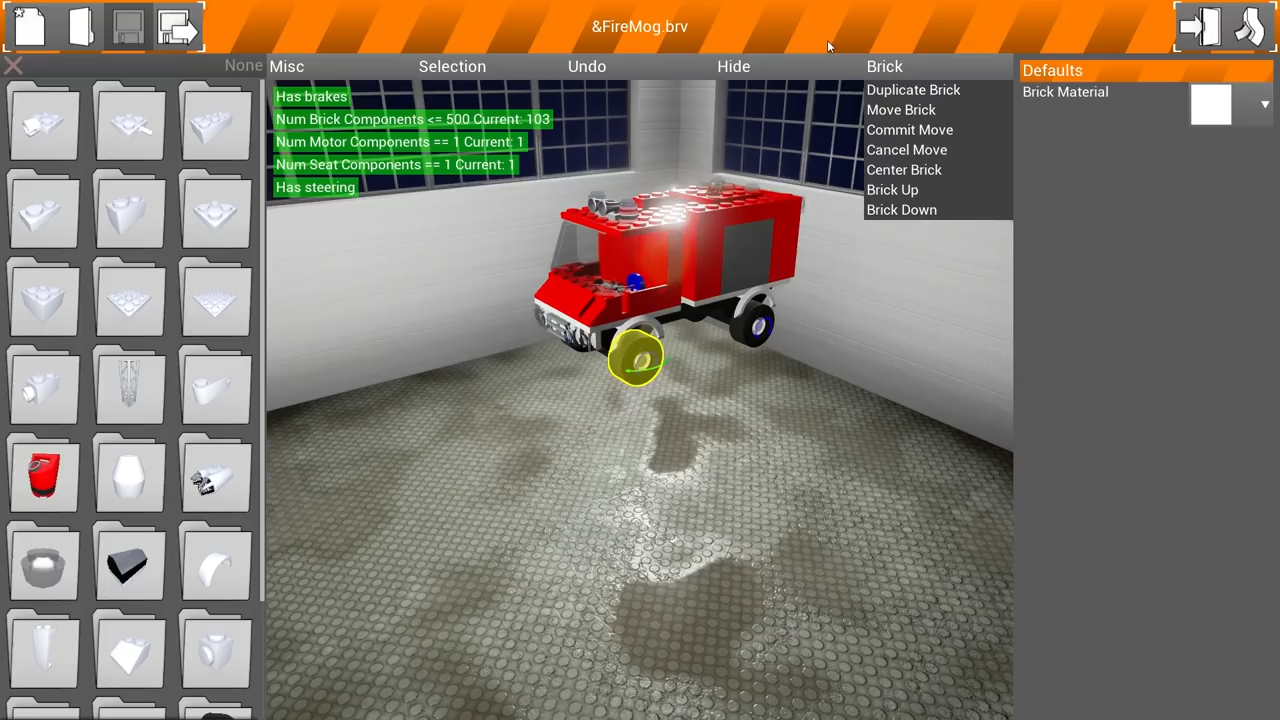 &FireMog.brv
None
Misc
Selection
Undo
Hide
Brick
Has brakes
Num Brick Components <= 500 Current: 103
Num Motor Components == 1 Current: 1
Num Seat Components == 1 Current: 1
Has steering
Duplicate Brick
Move Brick
Commit Move
Cancel Move
Center Brick
Brick Up
Brick Down
Defaults
Brick Material